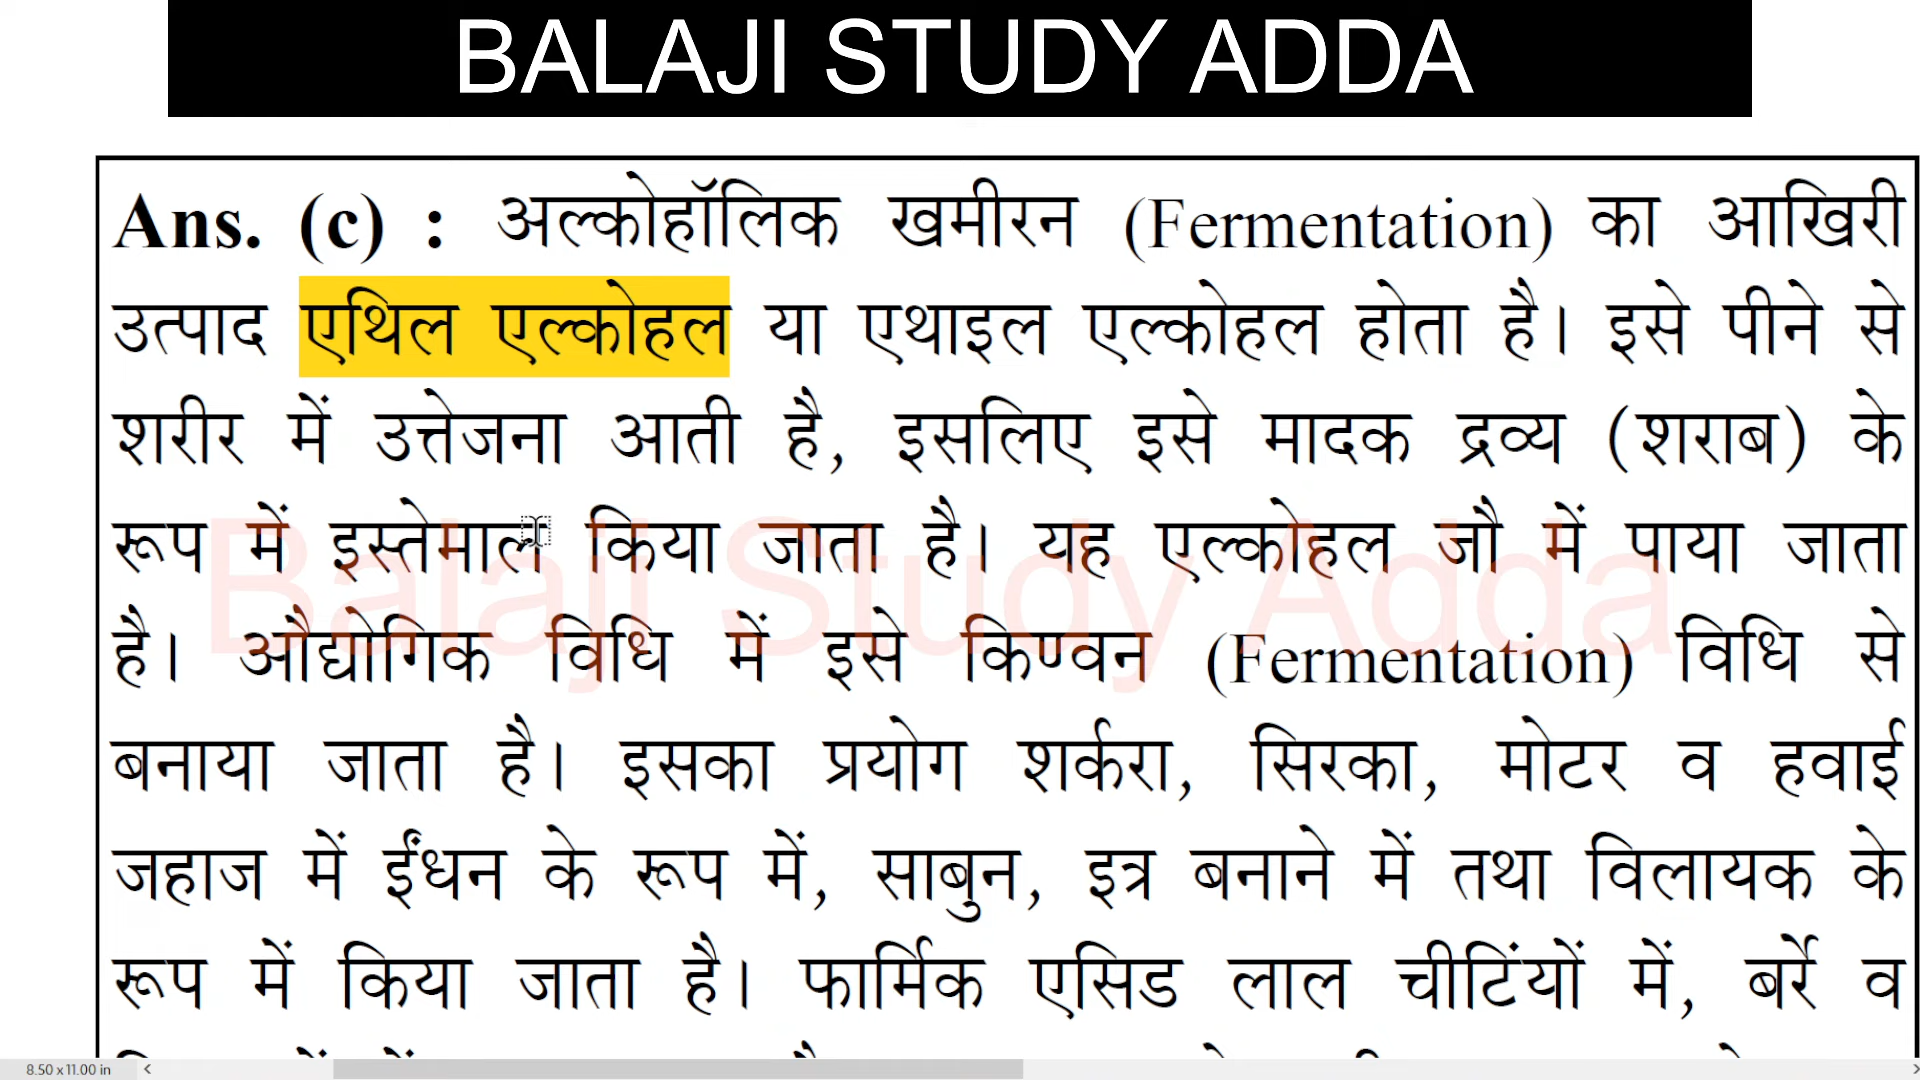 BALAJI STUDY ADDA
Ans. (c) : अल्कोहॉलिक खमीरन (Fermentation) का आखिरी
उत्पाद एथिल एल्कोहल या एथाइल एल्कोहल होता है। इसे पीने से
शरीर में उत्तेजना आती है, इसलिए इसे मादक द्रव्य (शराब) के
रूप में इस्तेमाल किया जाता है। यह एल्कोहल जौ में पाया जाता
Balaji Study Adda
है। औद्योगिक विधि में इसे किण्वन (Fermentation) विधि से
बनाया जाता है। इसका प्रयोग शर्करा, सिरका, मोटर व हवाई
जहाज में ईंधन के रूप में, साबुन, इत्र बनाने में तथा विलायक के
रूप में किया जाता है। फार्मिक एसिड लाल चीटिंयों में, बर्रे व
8.50 x 11.00 in